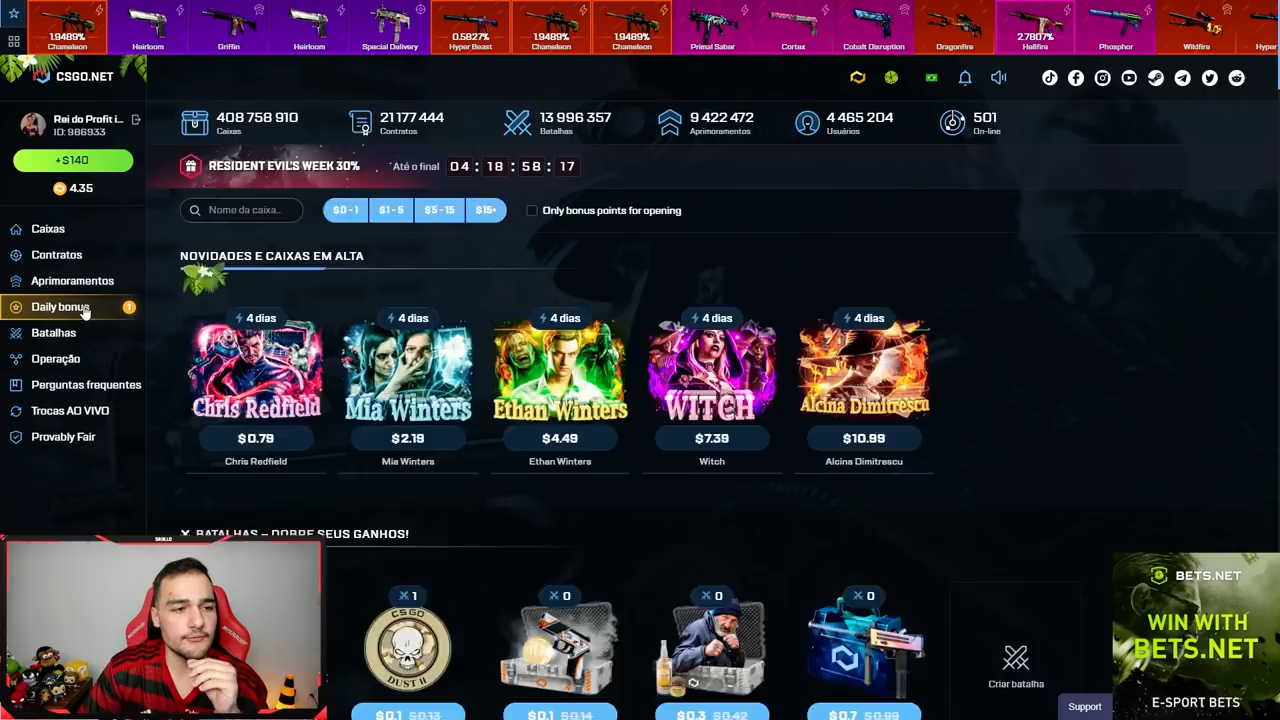 1.9489%
Chameleon
Heirloom
Griffin
Heirloom
Special Delivery
0.5827%
Hyper Beast
1.9489%
Chameleon
1.9489%
Chameleon
Primal Saber
Cortex
Cobalt Disruption
Dragonfire
2.7807%
Hellfire
Phosphor
Wildfire
Hyper
CSGO.NET
Rei do Profit i...
ID: 986933
+$140
4.35
408 758 910
Caixas
21 177 444
Contratos
13 996 357
Batalhas
9 422 472
Aprimoramentos
4 465 204
Usuários
501
On-line
RESIDENT EVIL'S WEEK 30%
Até o final
04 : 18 : 58 : 17
Nome da caixa...
$0 - 1
$1 - 5
$5 - 15
$15+
Only bonus points for opening
Caixas
Contratos
Aprimoramentos
Daily bonus
1
Batalhas
Operação
Perguntas frequentes
Trocas AO VIVO
Provably Fair
NOVIDADES E CAIXAS EM ALTA
4 dias
4 dias
4 dias
4 dias
4 dias
Chris Redfield
Mia Winters
Ethan Winters
WITCH
Alcina Dimitrescu
$0.79
$2.19
$4.49
$7.39
$10.99
Chris Redfield
Mia Winters
Ethan Winters
Witch
Alcina Dimitrescu
BATALHAS – DOBRE SEUS GANHOS!
1
0
0
0
CSGO
DUST II
$0.1 $0.13
$0.1 $0.14
$0.3 $0.42
$0.7 $0.99
Criar batalha
Support
BETS.NET
WIN WITH
BETS.NET
E-SPORT BETS